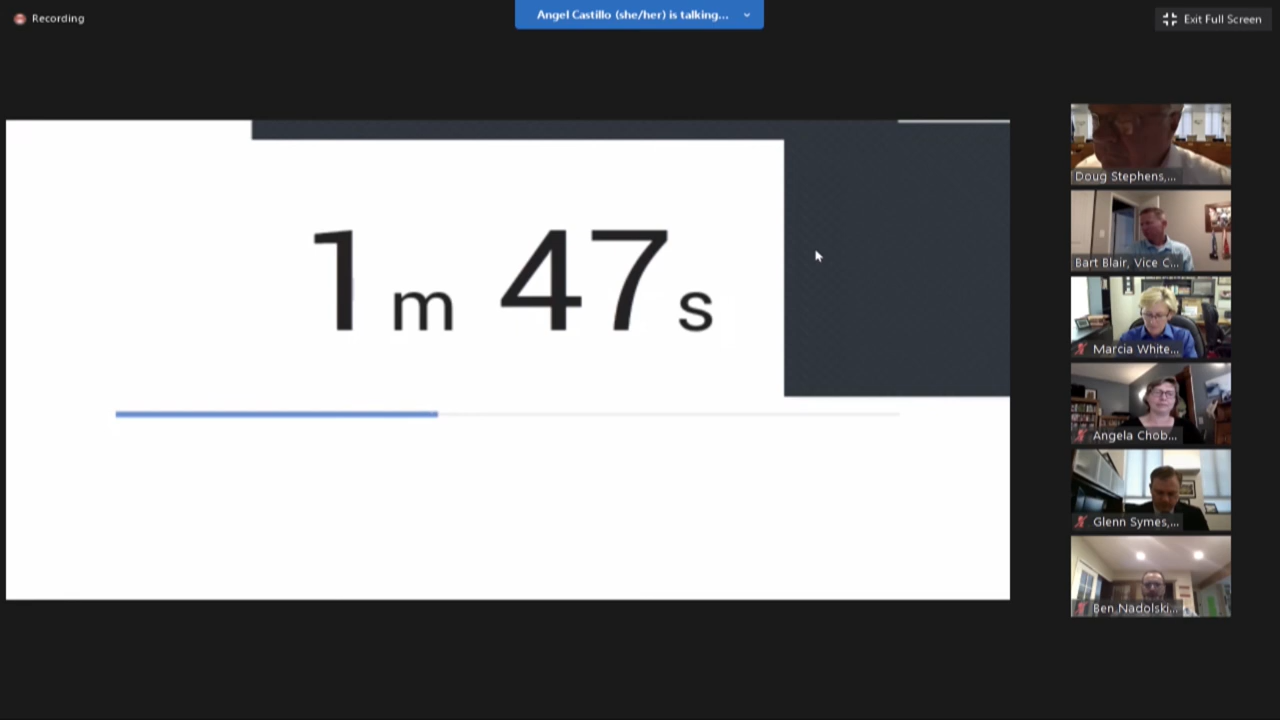 Recording
Angel Castillo (she/her) is talking...
Exit Full Screen
1 m 47 s
Doug Stephens,...
Bart Blair, Vice C...
Marcia White...
Angela Chob...
Glenn Symes,...
Ben Nadolski...